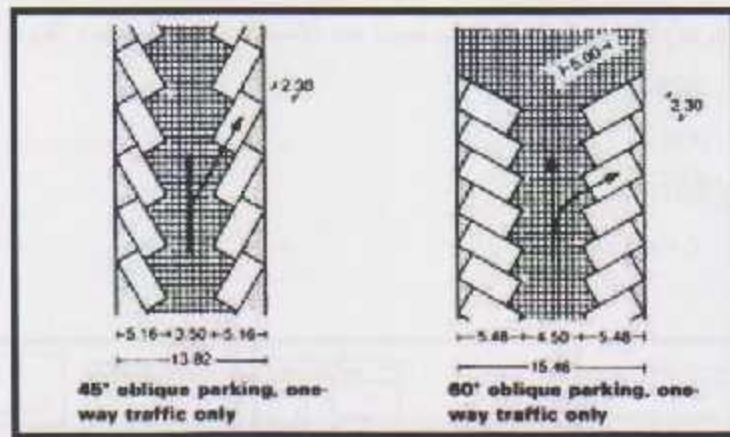 2.30
5.16 3.50 5.16
13.82
45° oblique parking, one-
way traffic only
5.00
2.30
5.48 4.50 5.48
15.46
60° oblique parking, one-
way traffic only